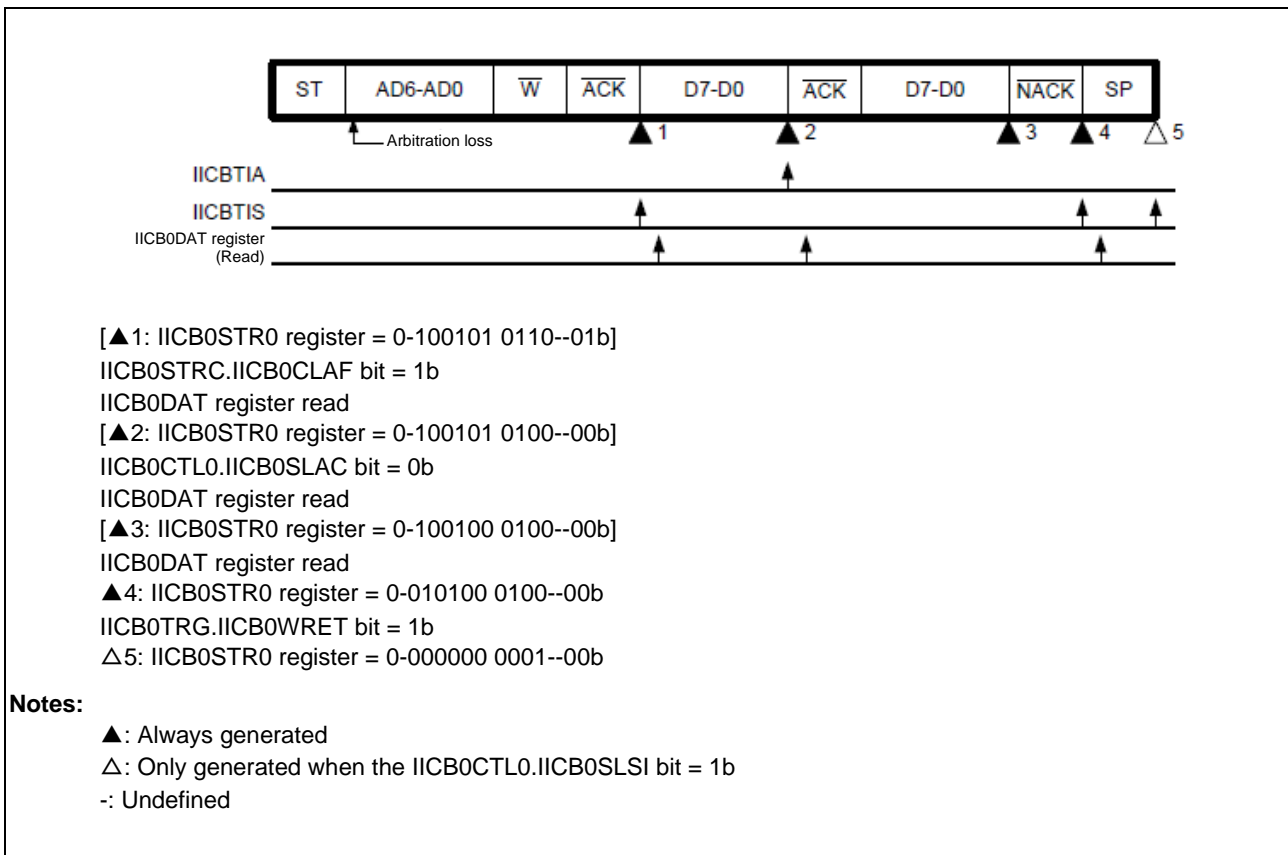 ST AD6-AD0 W ACK D7-D0 ACK D7-D0 NACK SP
Arbitration loss ▲1 ▲2 ▲3 ▲4 △5
IICBTIA
IICBTIS
IICB0DAT register
(Read)
[▲1: IICB0STR0 register = 0-100101 0110--01b]
IICB0STRC.IICB0CLAF bit = 1b
IICB0DAT register read
[▲2: IICB0STR0 register = 0-100101 0100--00b]
IICB0CTL0.IICB0SLAC bit = 0b
IICB0DAT register read
[▲3: IICB0STR0 register = 0-100100 0100--00b]
IICB0DAT register read
▲4: IICB0STR0 register = 0-010100 0100--00b
IICB0TRG.IICB0WRET bit = 1b
△5: IICB0STR0 register = 0-000000 0001--00b
Notes:
▲: Always generated
△: Only generated when the IICB0CTL0.IICB0SLSI bit = 1b
-: Undefined